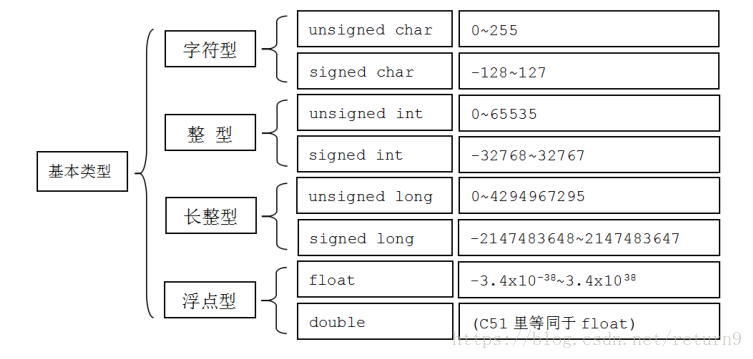 基本类型
字符型
unsigned char 0~255
signed char -128~127
整 型
unsigned int 0~65535
signed int -32768~32767
长整型
unsigned long 0~4294967295
signed long -2147483648~2147483647
浮点型
float -3.4x10⁻³⁸~3.4x10³⁸
double (C51 里等同于 float)
https://blog.csdn.net/return9